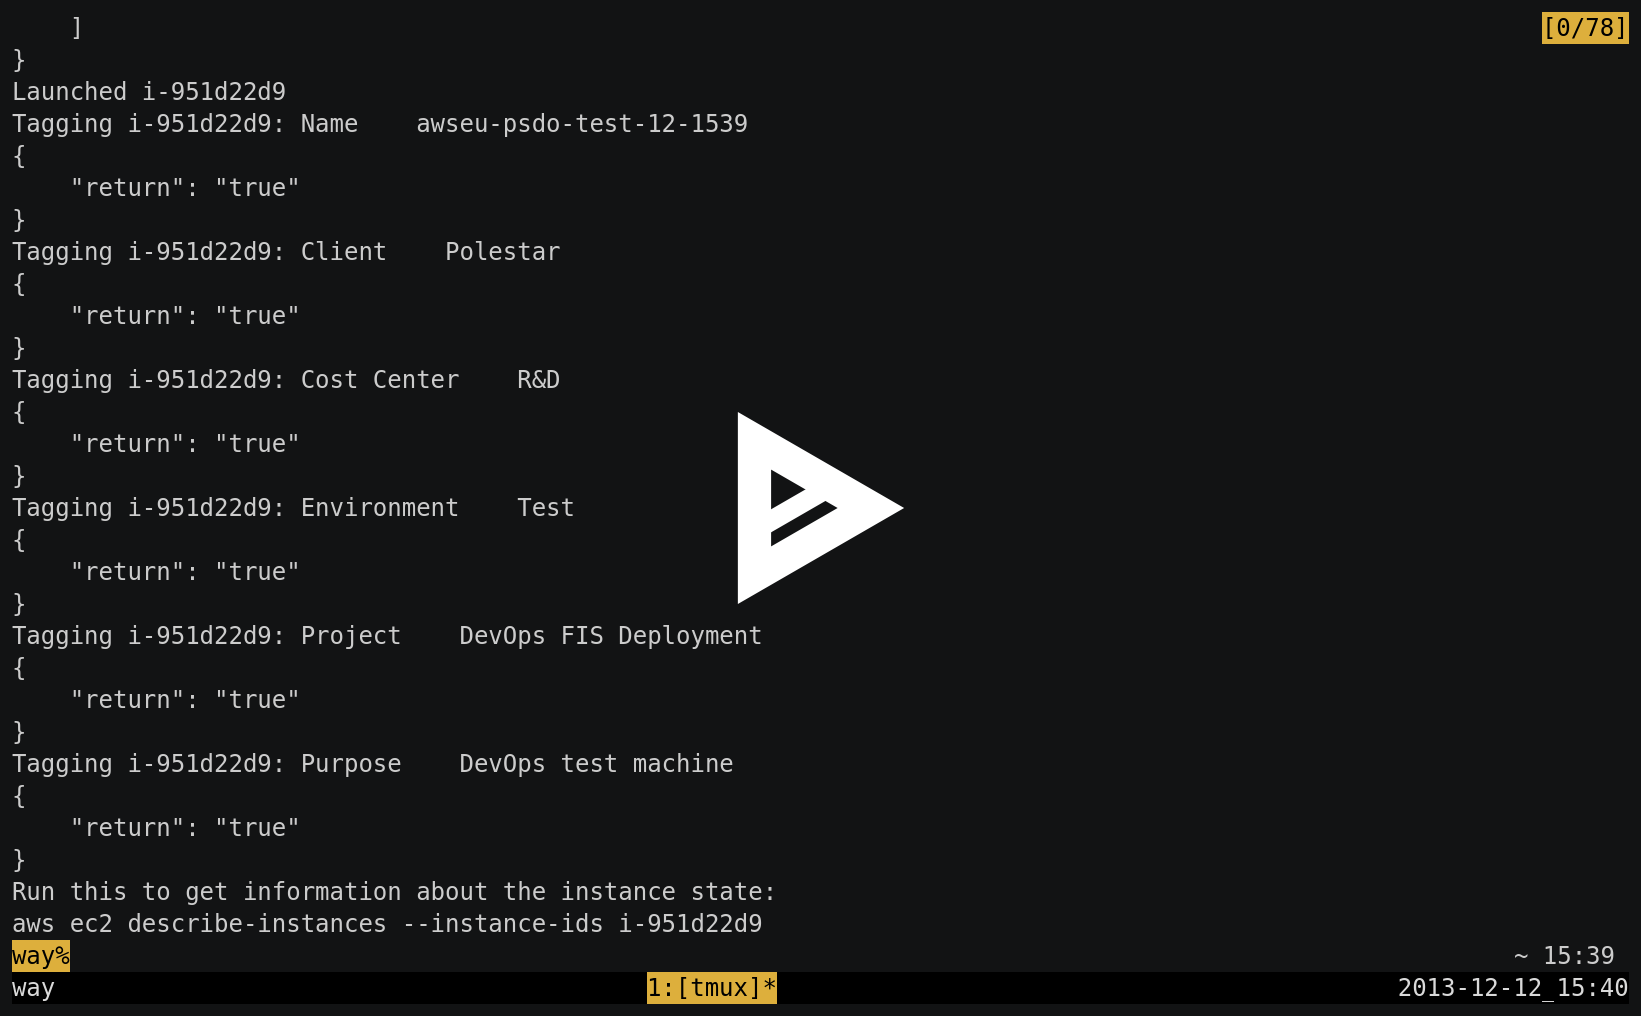 ] [0/78]
}
Launched i-951d22d9
Tagging i-951d22d9: Name    awseu-psdo-test-12-1539
{
    "return": "true"
}
Tagging i-951d22d9: Client    Polestar
{
    "return": "true"
}
Tagging i-951d22d9: Cost Center    R&D
{
    "return": "true"
}
Tagging i-951d22d9: Environment    Test
{
    "return": "true"
}
Tagging i-951d22d9: Project    DevOps FIS Deployment
{
    "return": "true"
}
Tagging i-951d22d9: Purpose    DevOps test machine
{
    "return": "true"
}
Run this to get information about the instance state:
aws ec2 describe-instances --instance-ids i-951d22d9
way% ~ 15:39
way 1:[tmux]* 2013-12-12_15:40